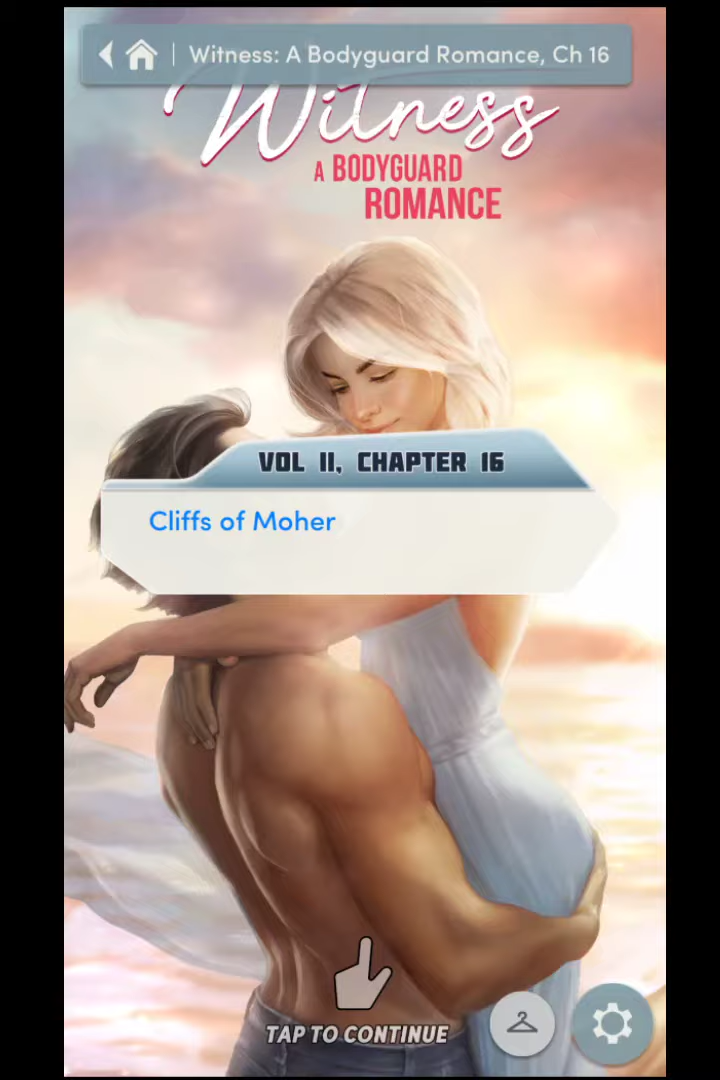 Witness: A Bodyguard Romance, Ch 16
Witness
A BODYGUARD
ROMANCE
VOL II, CHAPTER 16
Cliffs of Moher
TAP TO CONTINUE